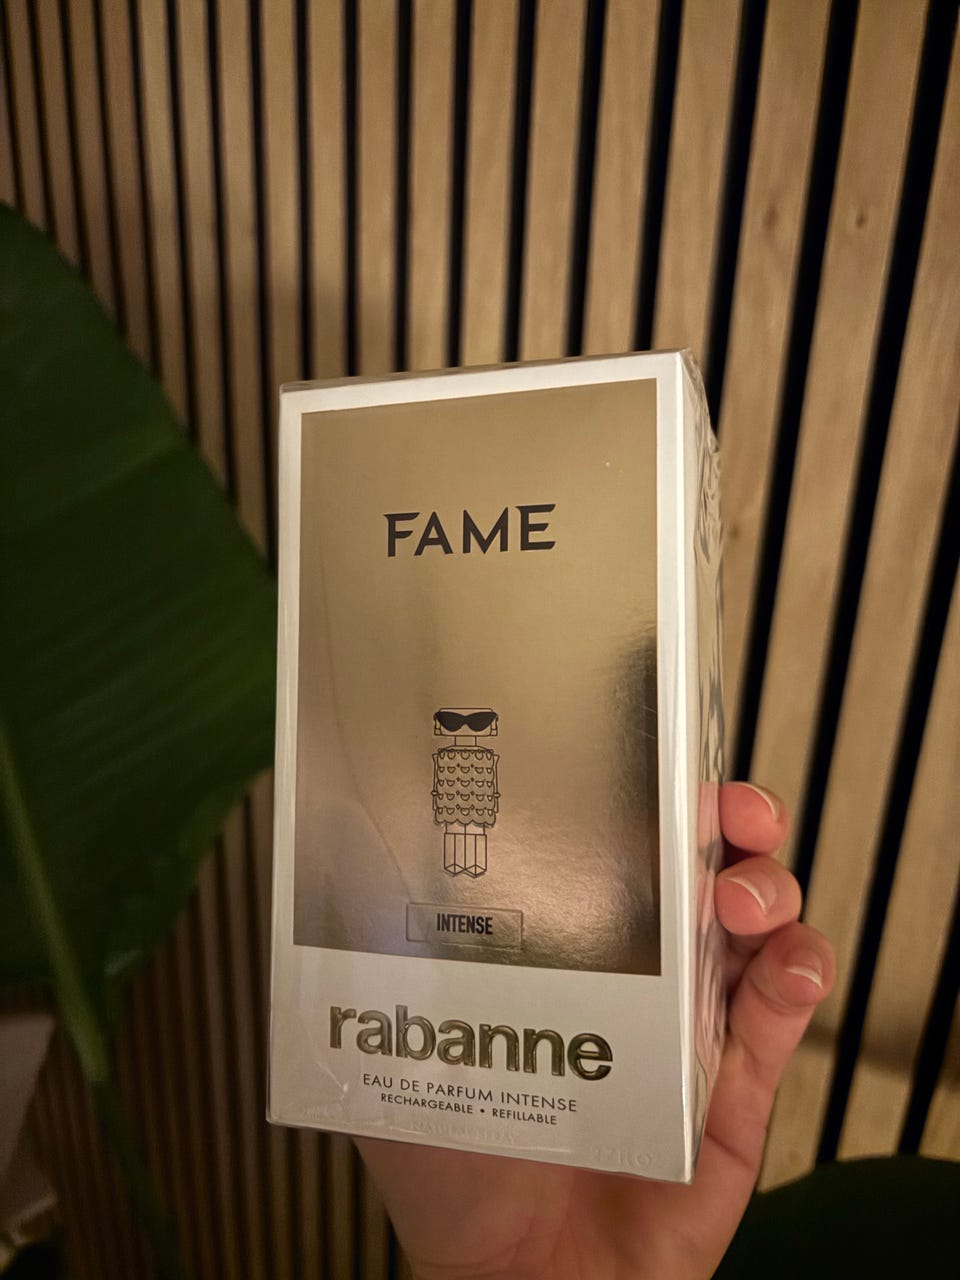 FAME
INTENSE
rabanne
EAU DE PARFUM INTENSE
RECHARGEABLE • REFILLABLE